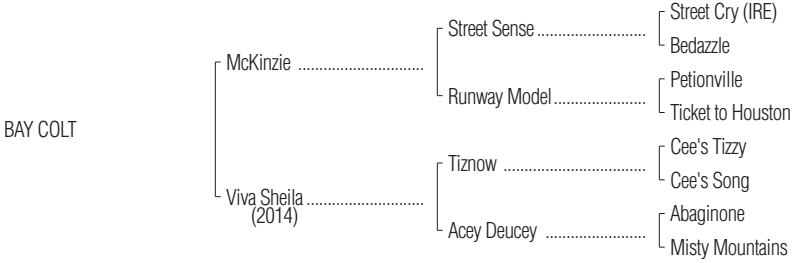 Street Cry (IRE)
Street Sense ..........................
Bedazzle
McKinzie ..............................
Petionville
Runway Model ......................
Ticket to Houston
BAY COLT
Cee's Tizzy
Tiznow ..................................
Cee's Song
Viva Sheila ............................
(2014)
Abaginone
Acey Deucey ........................
Misty Mountains